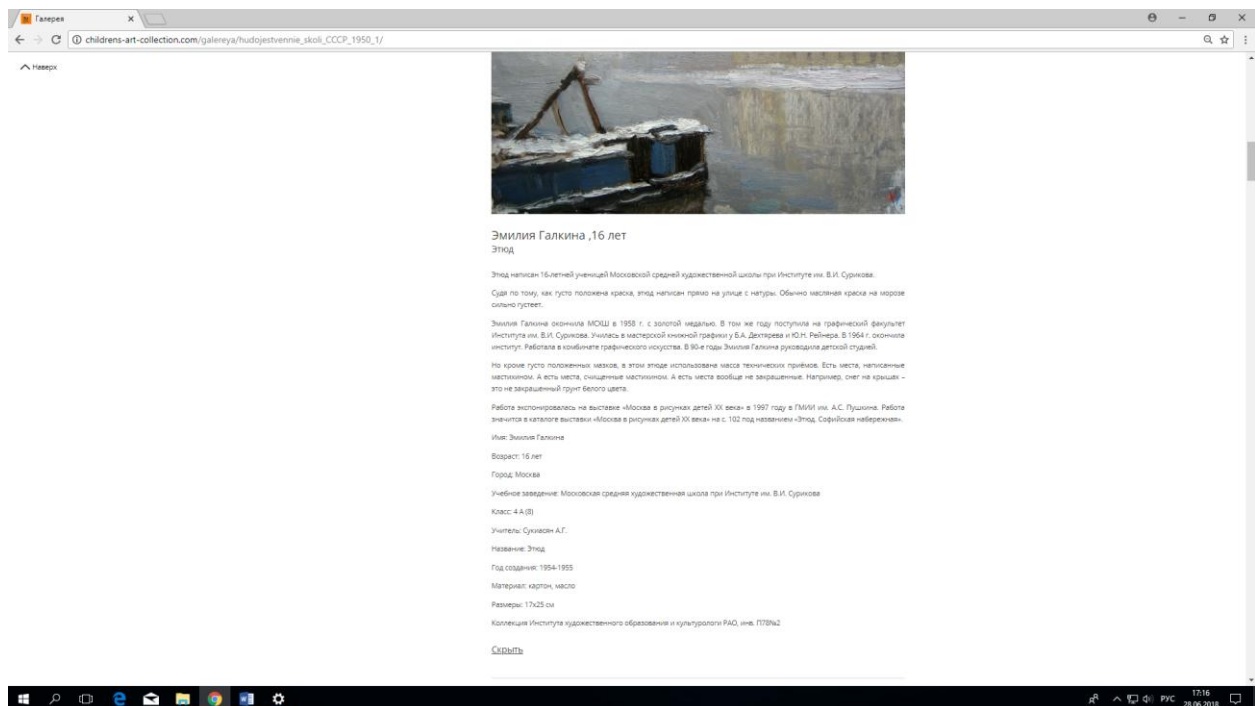 Галерея
childrens-art-collection.com/galereya/hudojestvennie_skoli_CCCP_1950_1/
Наверх
Эмилия Галкина ,16 лет
Этюд
Этюд написан 16-летней ученицей Московской средней художественной школы при Институте им. В.И. Сурикова.
Судя по тому, как густо положена краска, этюд написан прямо на улице с натуры. Обычно масляная краска на морозе
сильно густеет.
Эмилия Галкина окончила МСХШ в 1958 г. с золотой медалью. В том же году поступила на графический факультет
Института им. В.И. Сурикова. Училась в мастерской книжной графики у Б.А. Дехтярева и Ю.Н. Рейнера. В 1964 г. окончила
институт. Работала в комбинате графического искусства. В 90-е годы Эмилия Галкина руководила детской студией.
Но кроме густо положенных мазков, в этом этюде использована масса технических приёмов. Есть места, написанные
мастихином. А есть места, счищенные мастихином. А есть места вообще не закрашенные. Например, снег на крышах –
это не закрашенный грунт белого цвета.
Работа экспонировалась на выставке «Москва в рисунках детей XX века» в 1997 году в ГМИИ им. А.С. Пушкина. Работа
значится в каталоге выставки «Москва в рисунках детей XX века» на с. 102 под названием «Этюд. Софийская набережная».
Имя: Эмилия Галкина
Возраст: 16 лет
Город: Москва
Учебное заведение: Московская средняя художественная школа при Институте им. В.И. Сурикова
Класс: 4 А (8)
Учитель: Сукиасян А.Г.
Название: Этюд
Год создания: 1954-1955
Материал: картон, масло
Размеры: 17х25 см
Коллекция Института художественного образования и культурологи РАО, инв. П78№2
Скрыть
РУС
17:16
28.06.2018